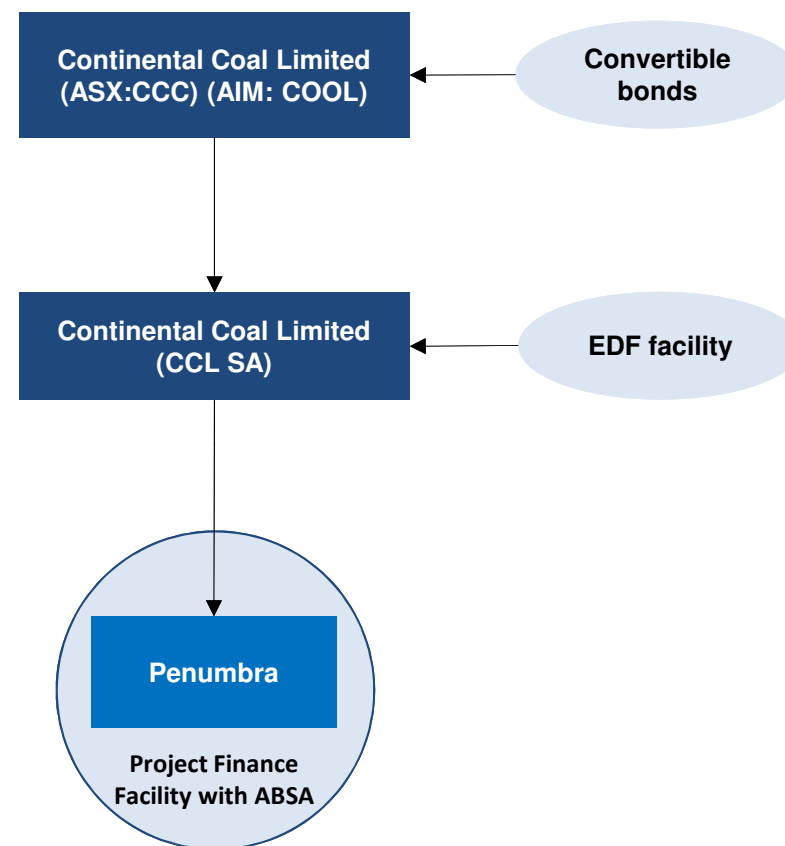 Continental Coal Limited
(ASX:CCC) (AIM: COOL)
Convertible
bonds
Continental Coal Limited
(CCL SA)
EDF facility
Penumbra
Project Finance
Facility with ABSA